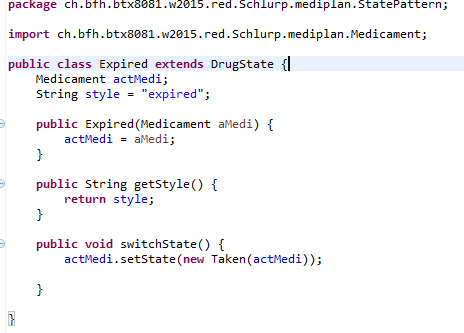 package ch.bfh.btx8081.w2015.red.Schlurp.mediplan.StatePattern;
import ch.bfh.btx8081.w2015.red.Schlurp.mediplan.Medicament;
public class Expired extends DrugState {
Medicament actMedi;
String style = "expired";
public Expired(Medicament aMedi) {
actMedi = aMedi;
}
public String getStyle() {
return style;
}
public void switchState() {
actMedi.setState(new Taken(actMedi));
}
}